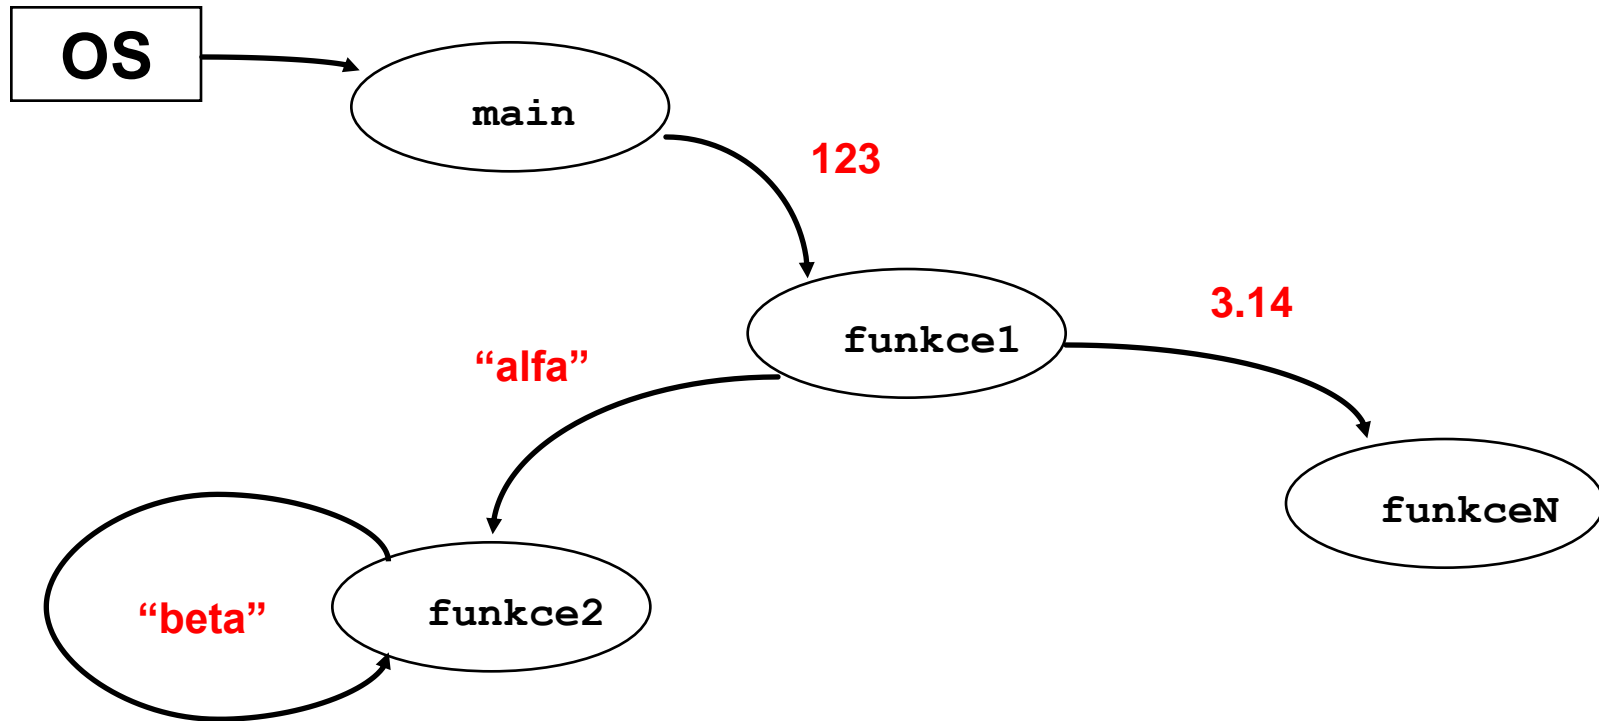 OS
main
123
funkce1
3.14
“alfa”
funkceN
“beta”
funkce2